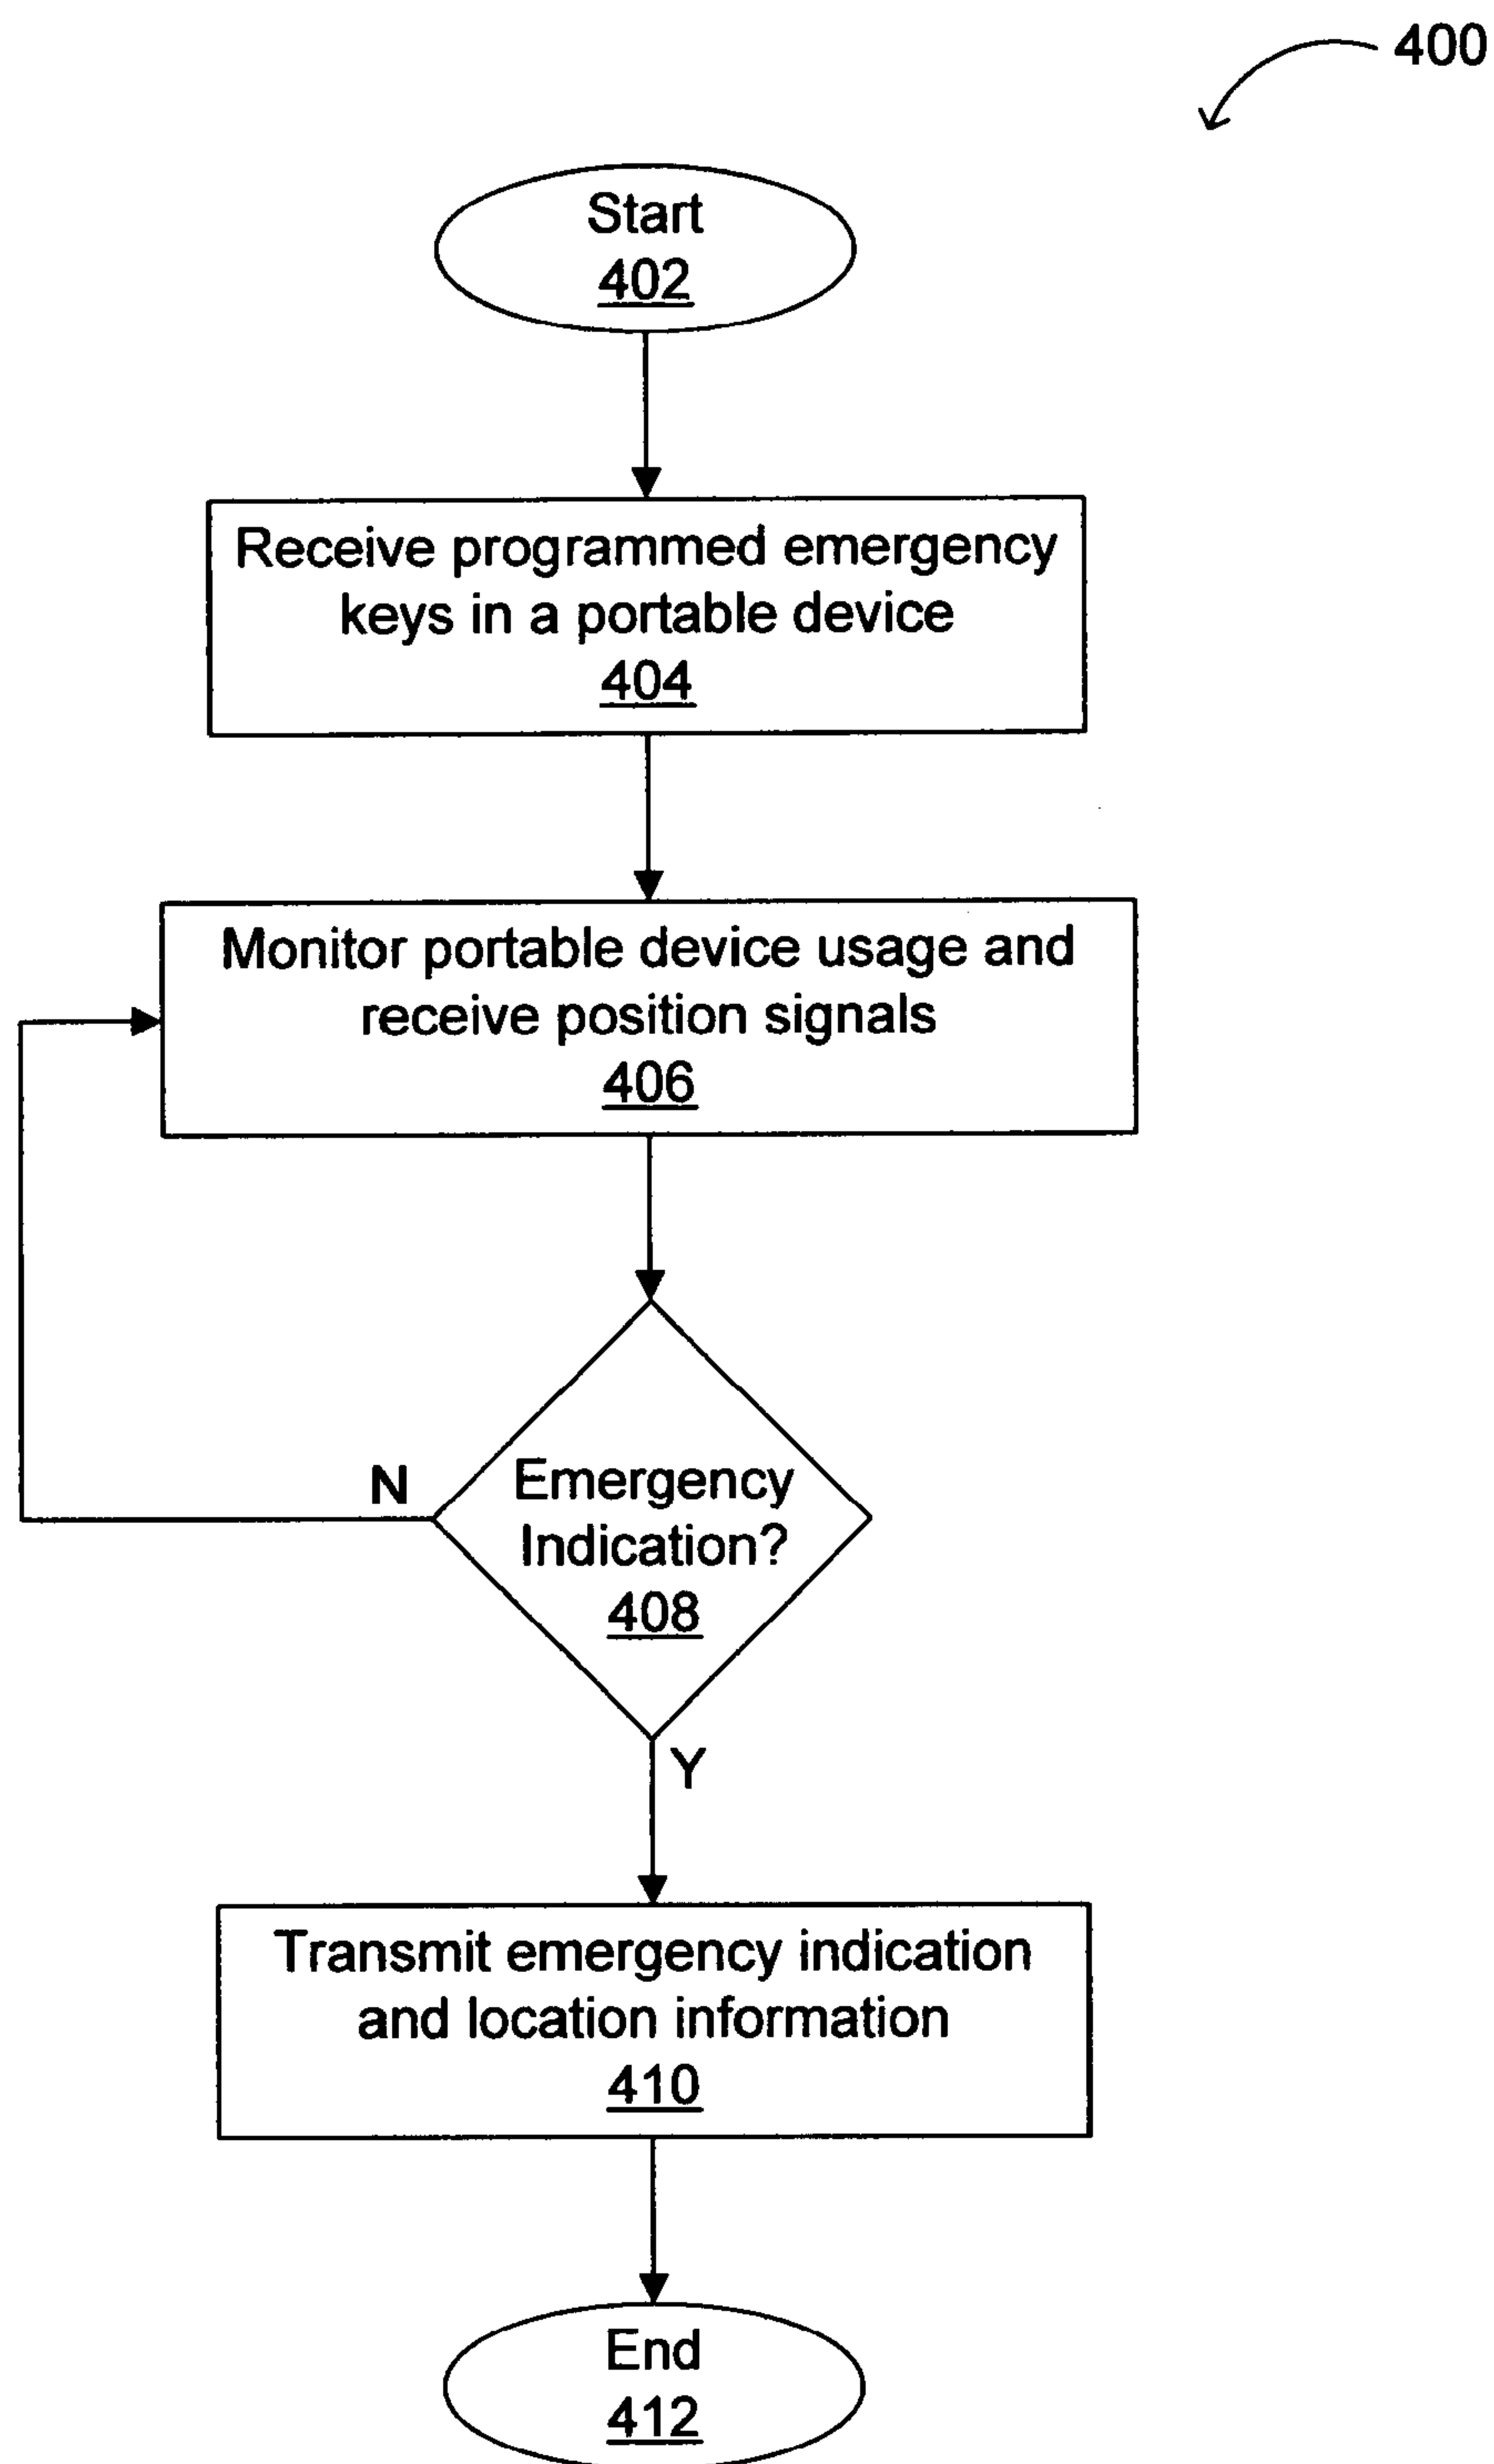 400
Start
402
Receive programmed emergency
keys in a portable device
404
Monitor portable device usage and
receive position signals
406
N
Emergency
Indication?
408
Y
Transmit emergency indication
and location information
410
End
412